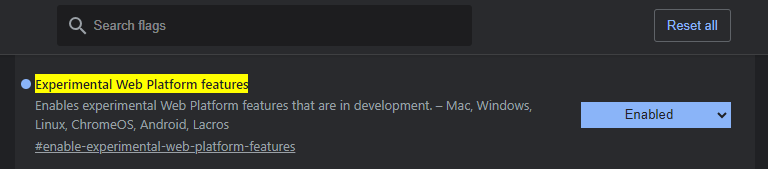 Search flags
Reset all
Experimental Web Platform features
Enables experimental Web Platform features that are in development. – Mac, Windows,
Linux, ChromeOS, Android, Lacros
Enabled
#enable-experimental-web-platform-features